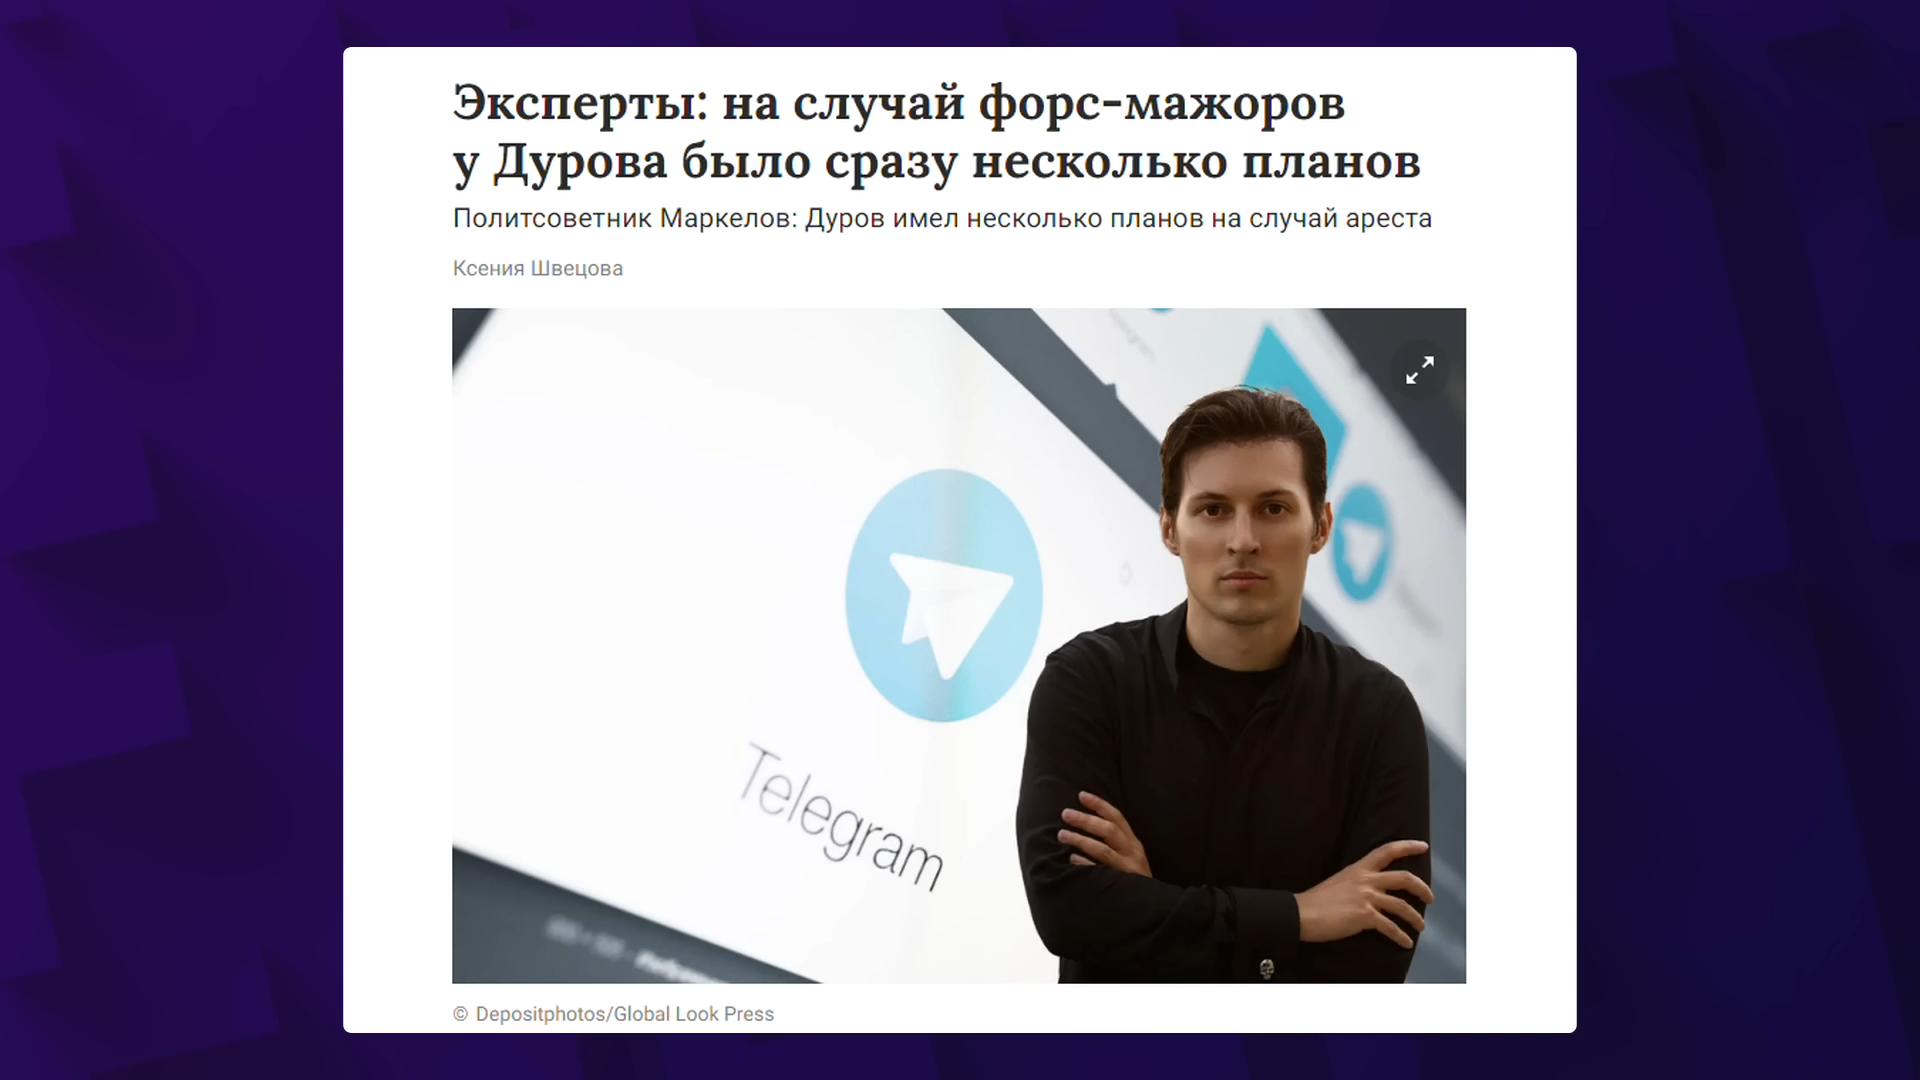 Эксперты: на случай форс-мажоров
у Дурова было сразу несколько планов
Политсоветник Маркелов: Дуров имел несколько планов на случай ареста
Ксения Швецова
Telegram
© Depositphotos/Global Look Press